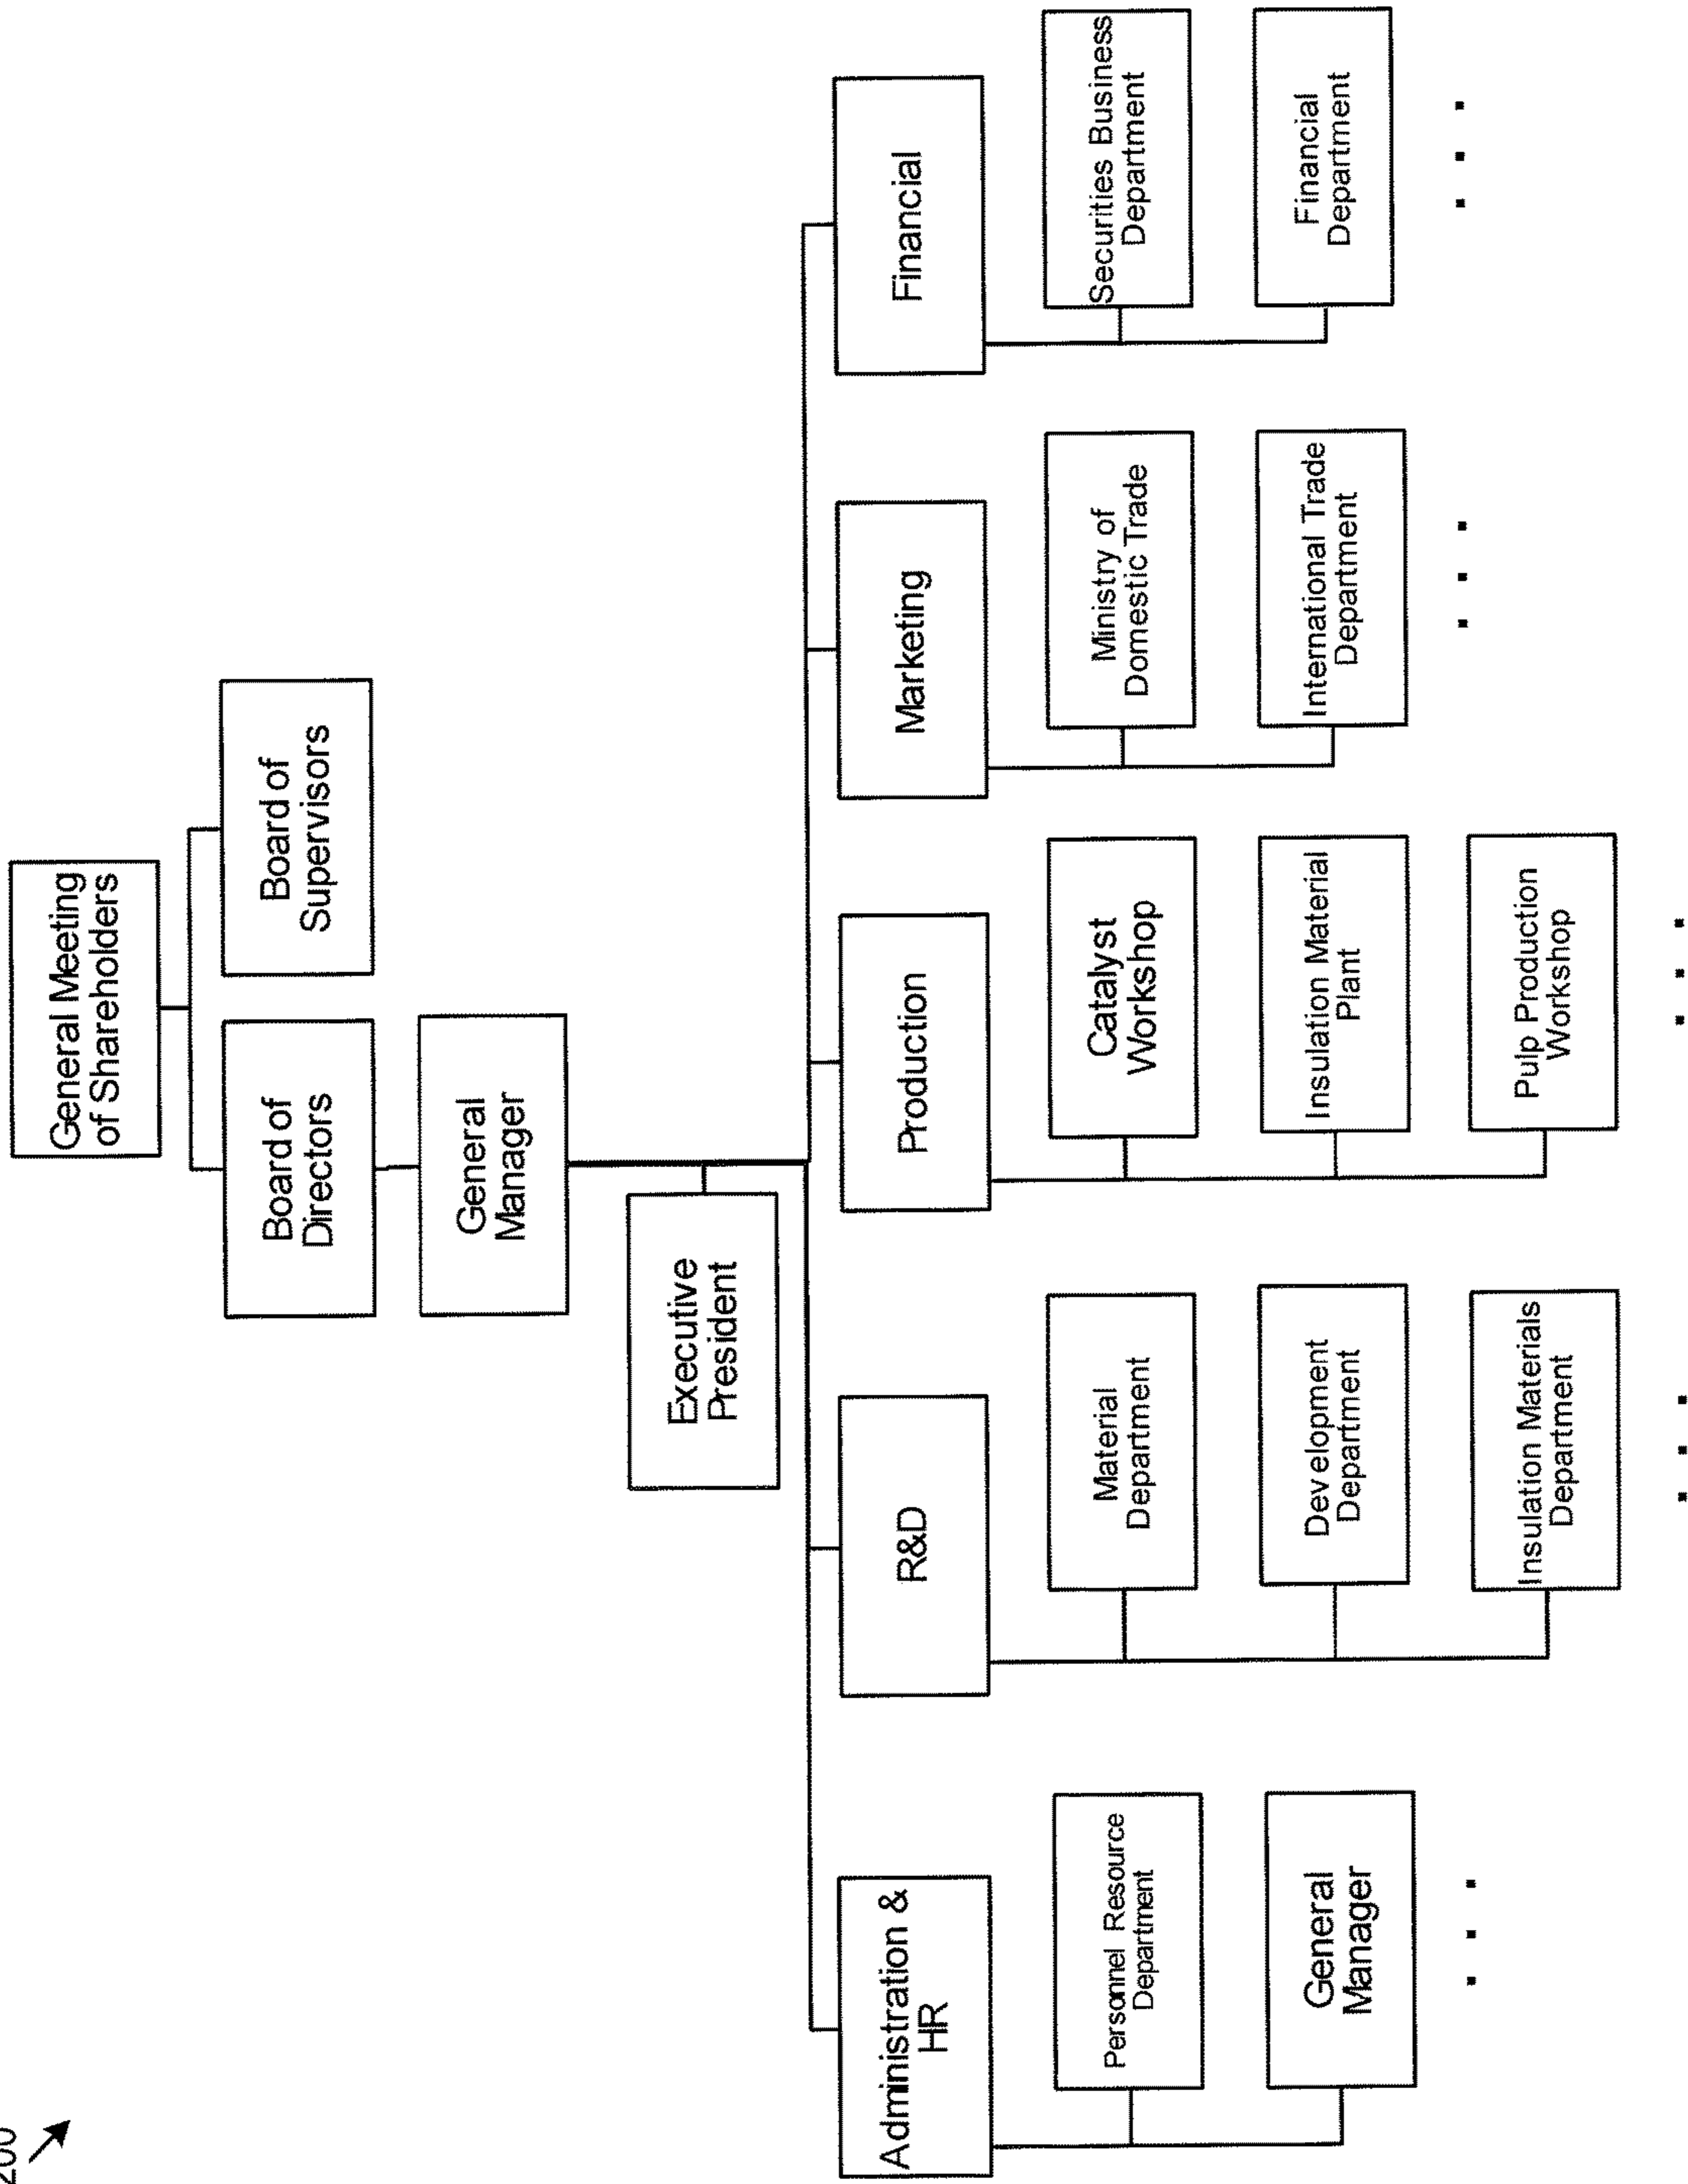 200
General Meeting
of Shareholders
Board of
Directors
Board of
Supervisors
General
Manager
Executive
President
Administration &
HR
R&D
Production
Marketing
Financial
Personnel Resource
Department
General
Manager
Material
Department
Development
Department
Insulation Materials
Department
Catalyst
Workshop
Insulation Material
Plant
Pulp Production
Workshop
Ministry of
Domestic Trade
International Trade
Department
Securities Business
Department
Financial
Department